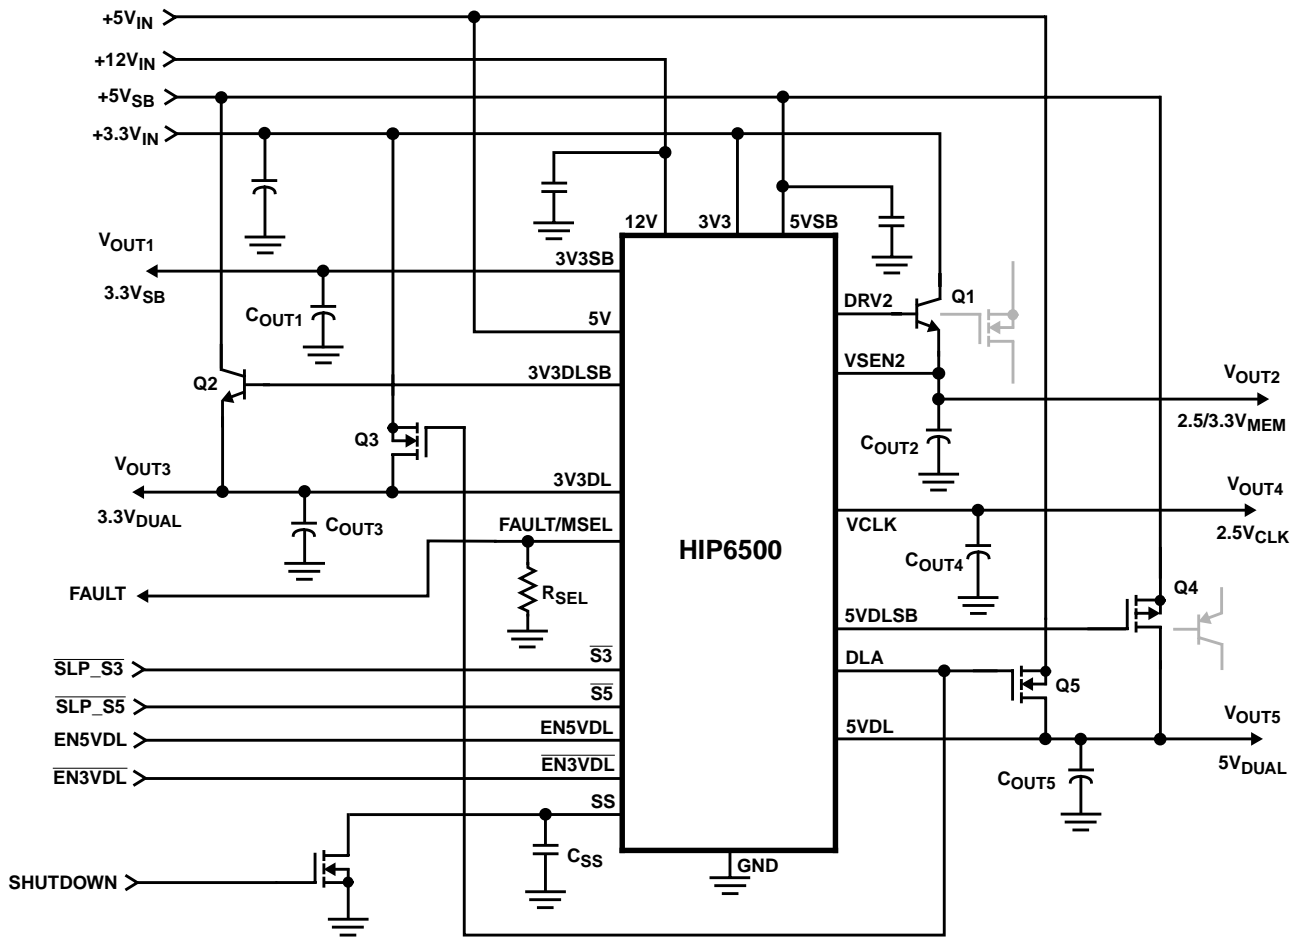 +5VIN
+12VIN
+5VSB
+3.3VIN
12V
3V3
5VSB
VOUT1
3.3VSB
COUT1
3V3SB
5V
DRV2
Q1
VSEN2
Q2
3V3DLSB
VOUT2
2.5/3.3VMEM
COUT2
Q3
VOUT3
3.3VDUAL
COUT3
3V3DL
FAULT/MSEL
HIP6500
VCLK
VOUT4
2.5VCLK
COUT4
FAULT
RSEL
5VDLSB
Q4
SLP_S3
S3
DLA
Q5
SLP_S5
S5
EN5VDL
EN5VDL
5VDL
VOUT5
5VDUAL
COUT5
EN3VDL
EN3VDL
SS
CSS
GND
SHUTDOWN